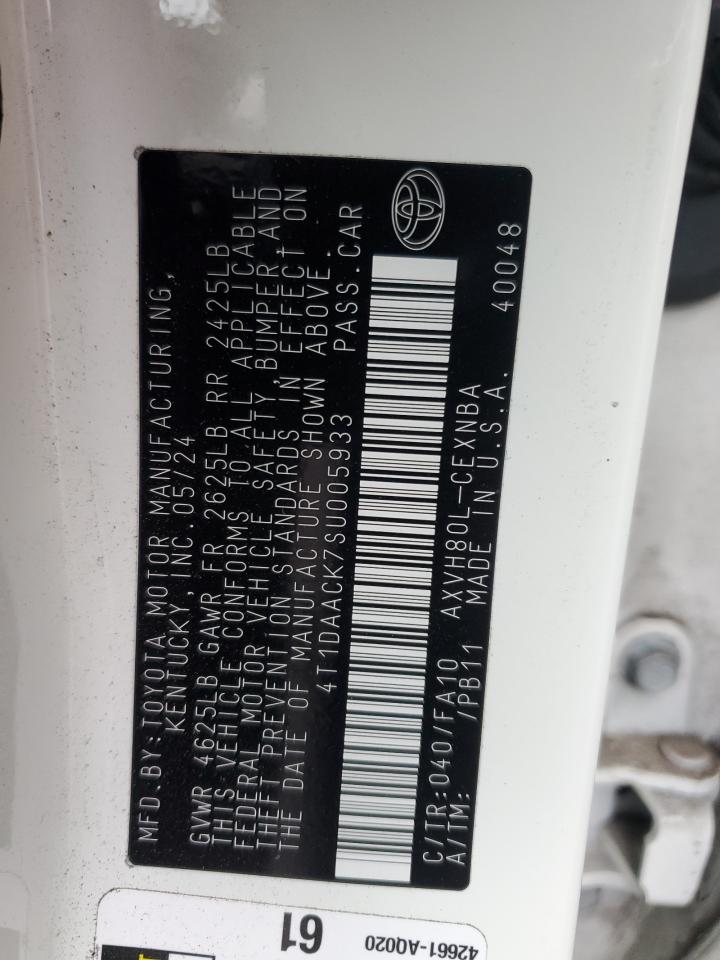 MFD.BY:TOYOTA MOTOR MANUFACTURING,
KENTUCKY,INC.05/24
GVWR 4625LB GAWR FR 2625LB RR 2425LB
THIS VEHICLE CONFORMS TO ALL APPLICABLE
FEDERAL MOTOR VEHICLE SAFETY, BUMPER, AND
THEFT PREVENTION STANDARDS IN EFFECT ON
THE DATE OF MANUFACTURE SHOWN ABOVE.
4T1DAACK7SU005933 PASS.CAR
C/TR:040/FA10 AXVH80L-CEXNBA
A/TM: /PB11 MADE IN U.S.A. 40048
61
42661-AQ020